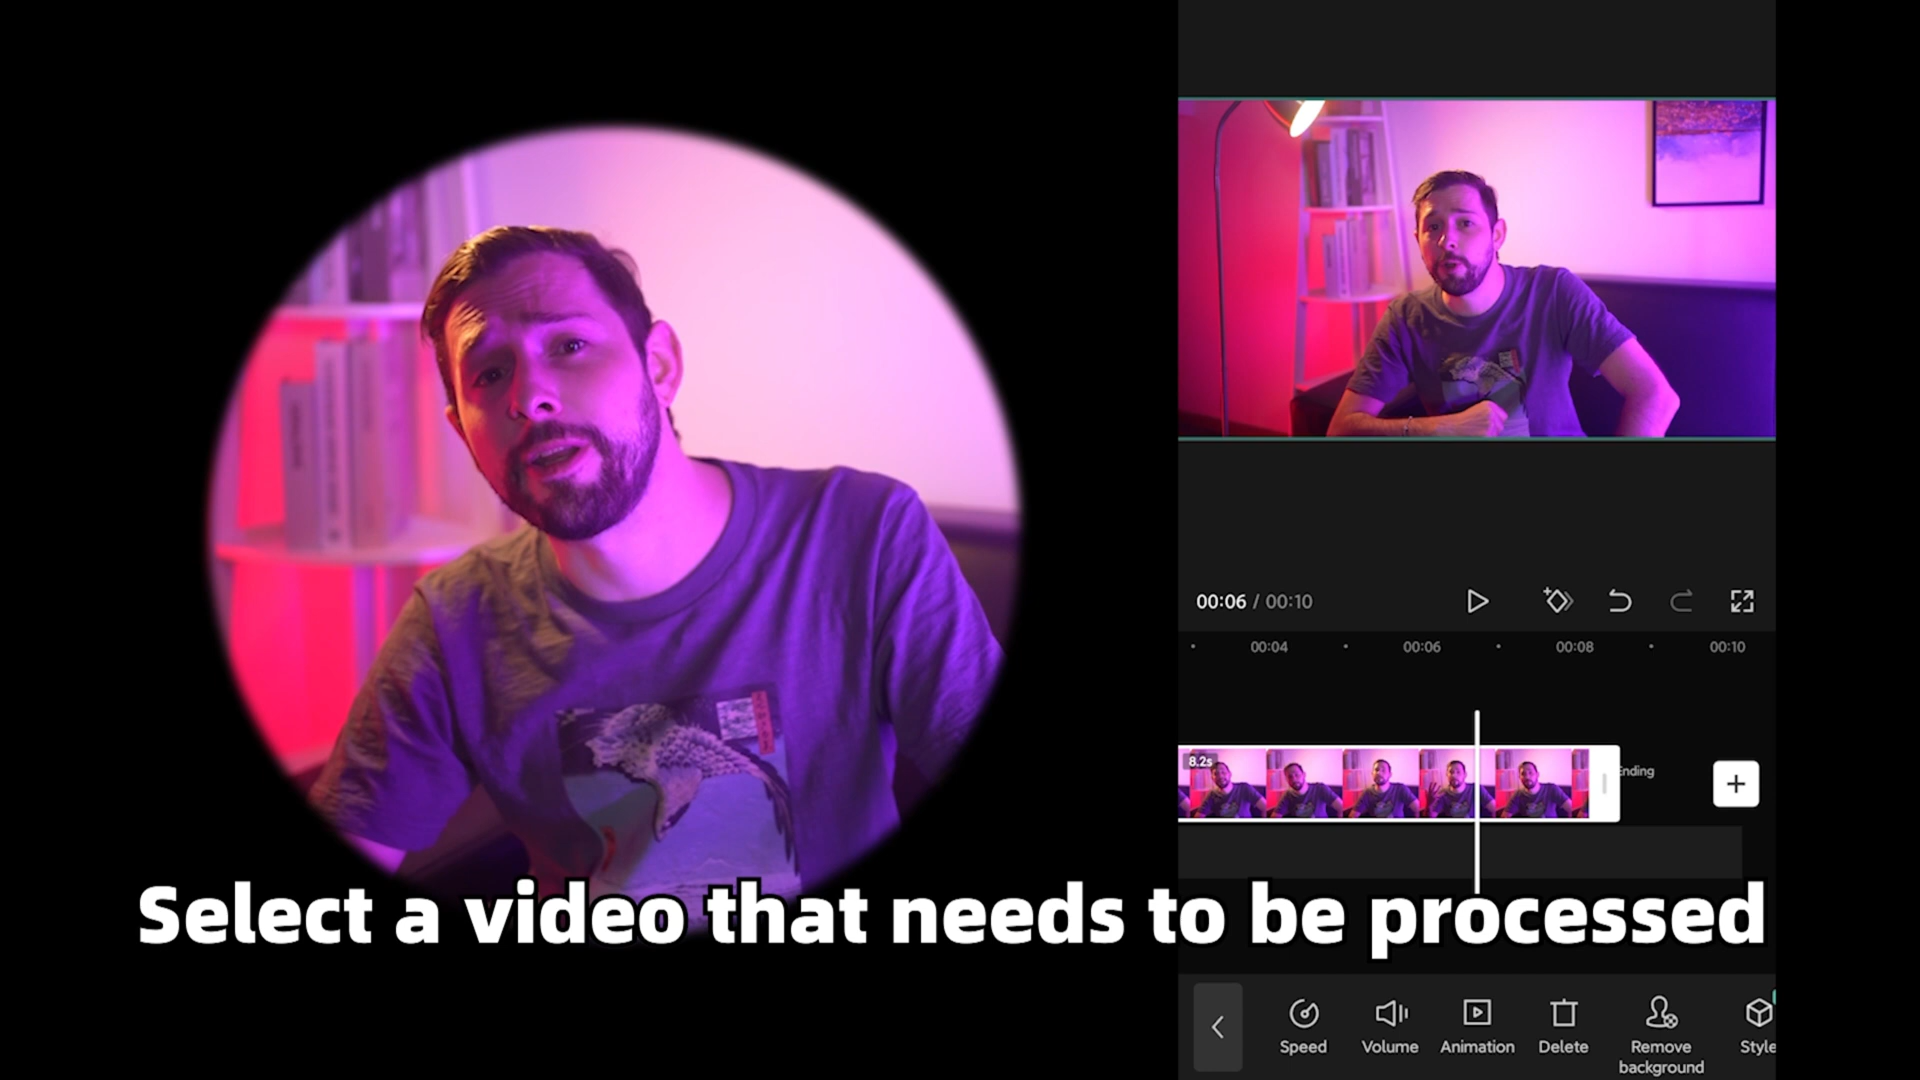 00:06 / 00:10
00:04 00:06 00:08 00:10
8.2s
Ending
Select a video that needs to be processed
Speed Volume Animation Delete Remove background Style